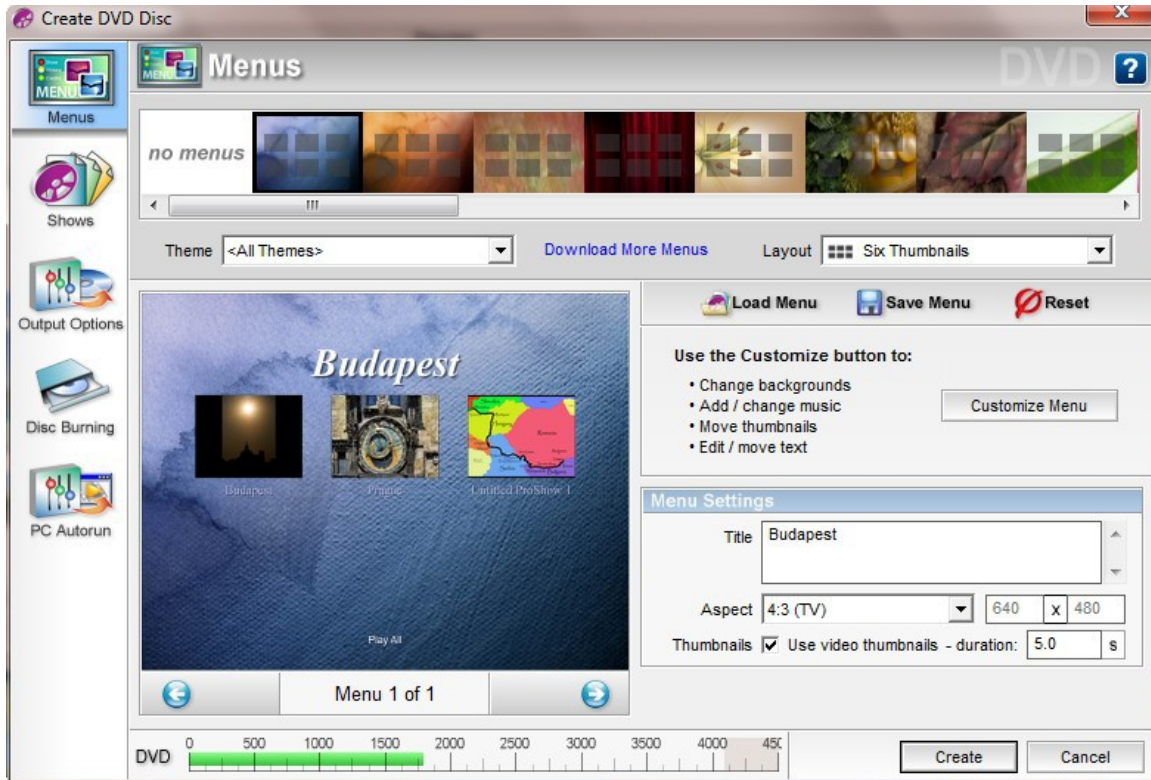 Create DVD Disc
X
MENU
Menus
Shows
Output Options
Disc Burning
PC Autorun
MENU
Menus
DVD
?
no menus
Theme
<All Themes>
Download More Menus
Layout
Six Thumbnails
Budapest
Budapest
Prague
Untitled ProShow 1
Play All
Menu 1 of 1
Load Menu
Save Menu
Reset
Use the Customize button to:
• Change backgrounds
• Add / change music
• Move thumbnails
• Edit / move text
Customize Menu
Menu Settings
Title
Budapest
Aspect
4:3 (TV)
640
x
480
Thumbnails
Use video thumbnails - duration:
5.0
s
DVD
0 500 1000 1500 2000 2500 3000 3500 4000
Create
Cancel